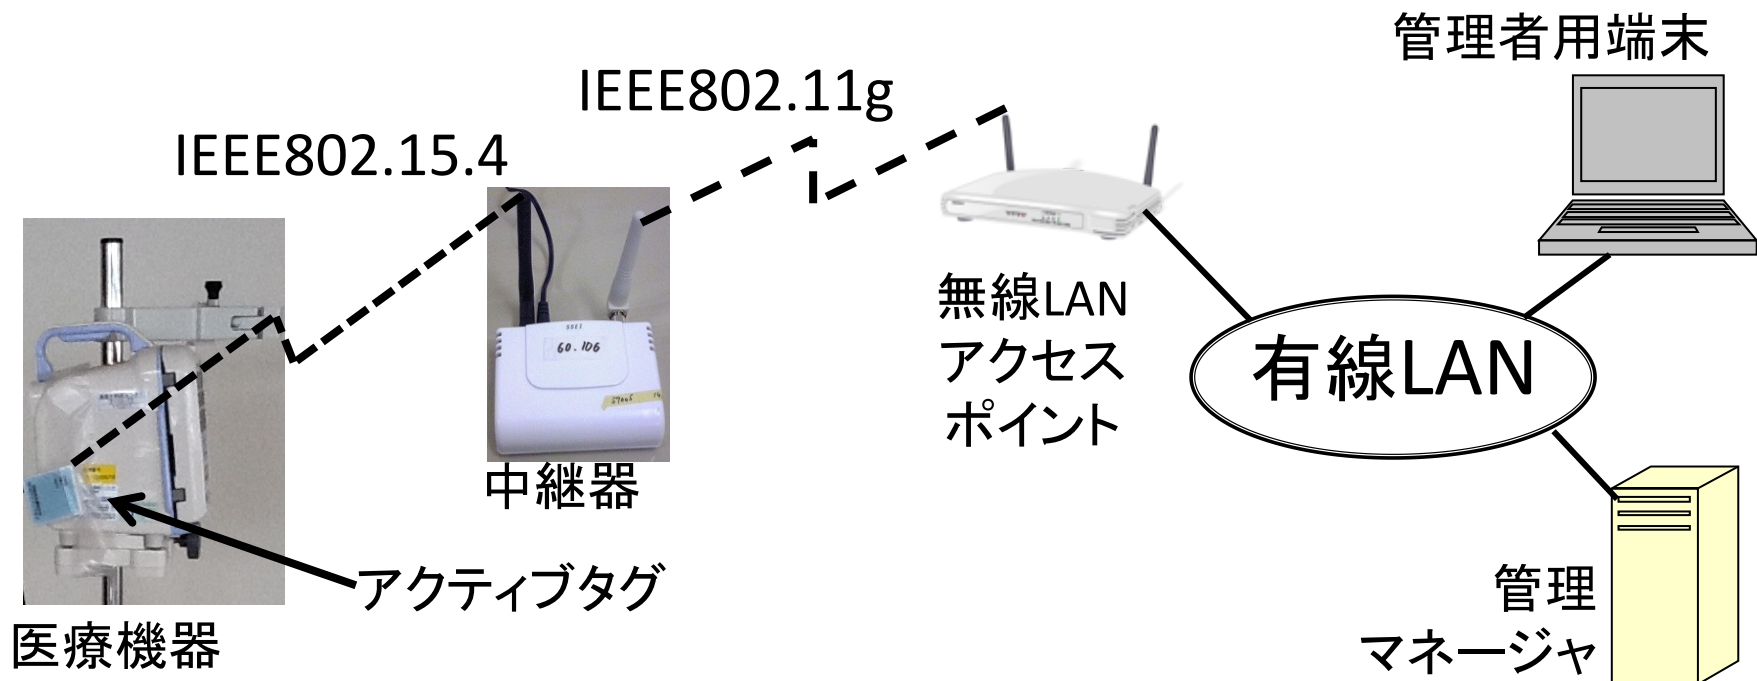 管理者用端末
IEEE802.11g
IEEE802.15.4
60.106
無線LAN
アクセス
ポイント
有線LAN
中継器
アクティブタグ
医療機器
管理
マネージャ